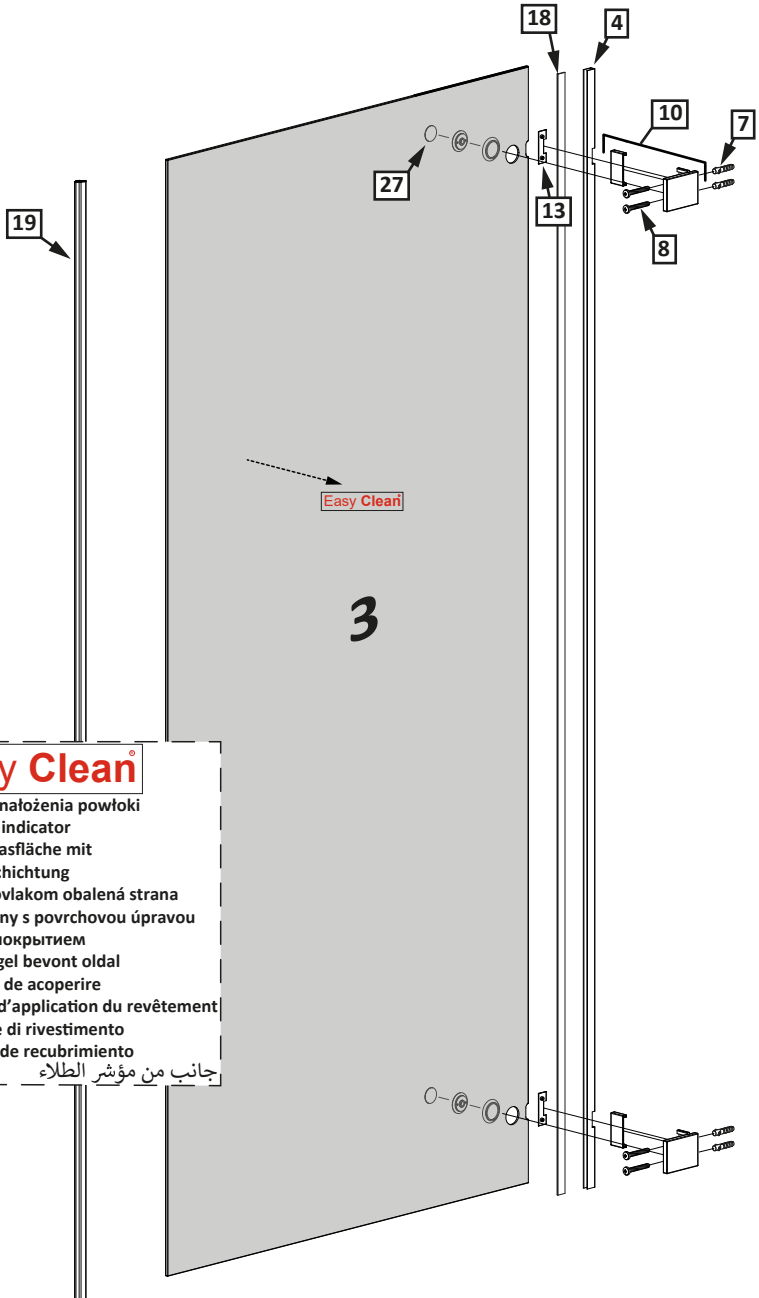 18
4
10
7
27
13
19
8
Easy Clean
3
y Clean®
nałożenia powłoki
indicator
asfläche mit
chichtung
ovlakom obalená strana
ny s povrchovou úpravou
покрытием
gel bevont oldal
de acoperire
d’application du revêtement
e di rivestimento
de recubrimiento
جانب من مؤشر الطلاء